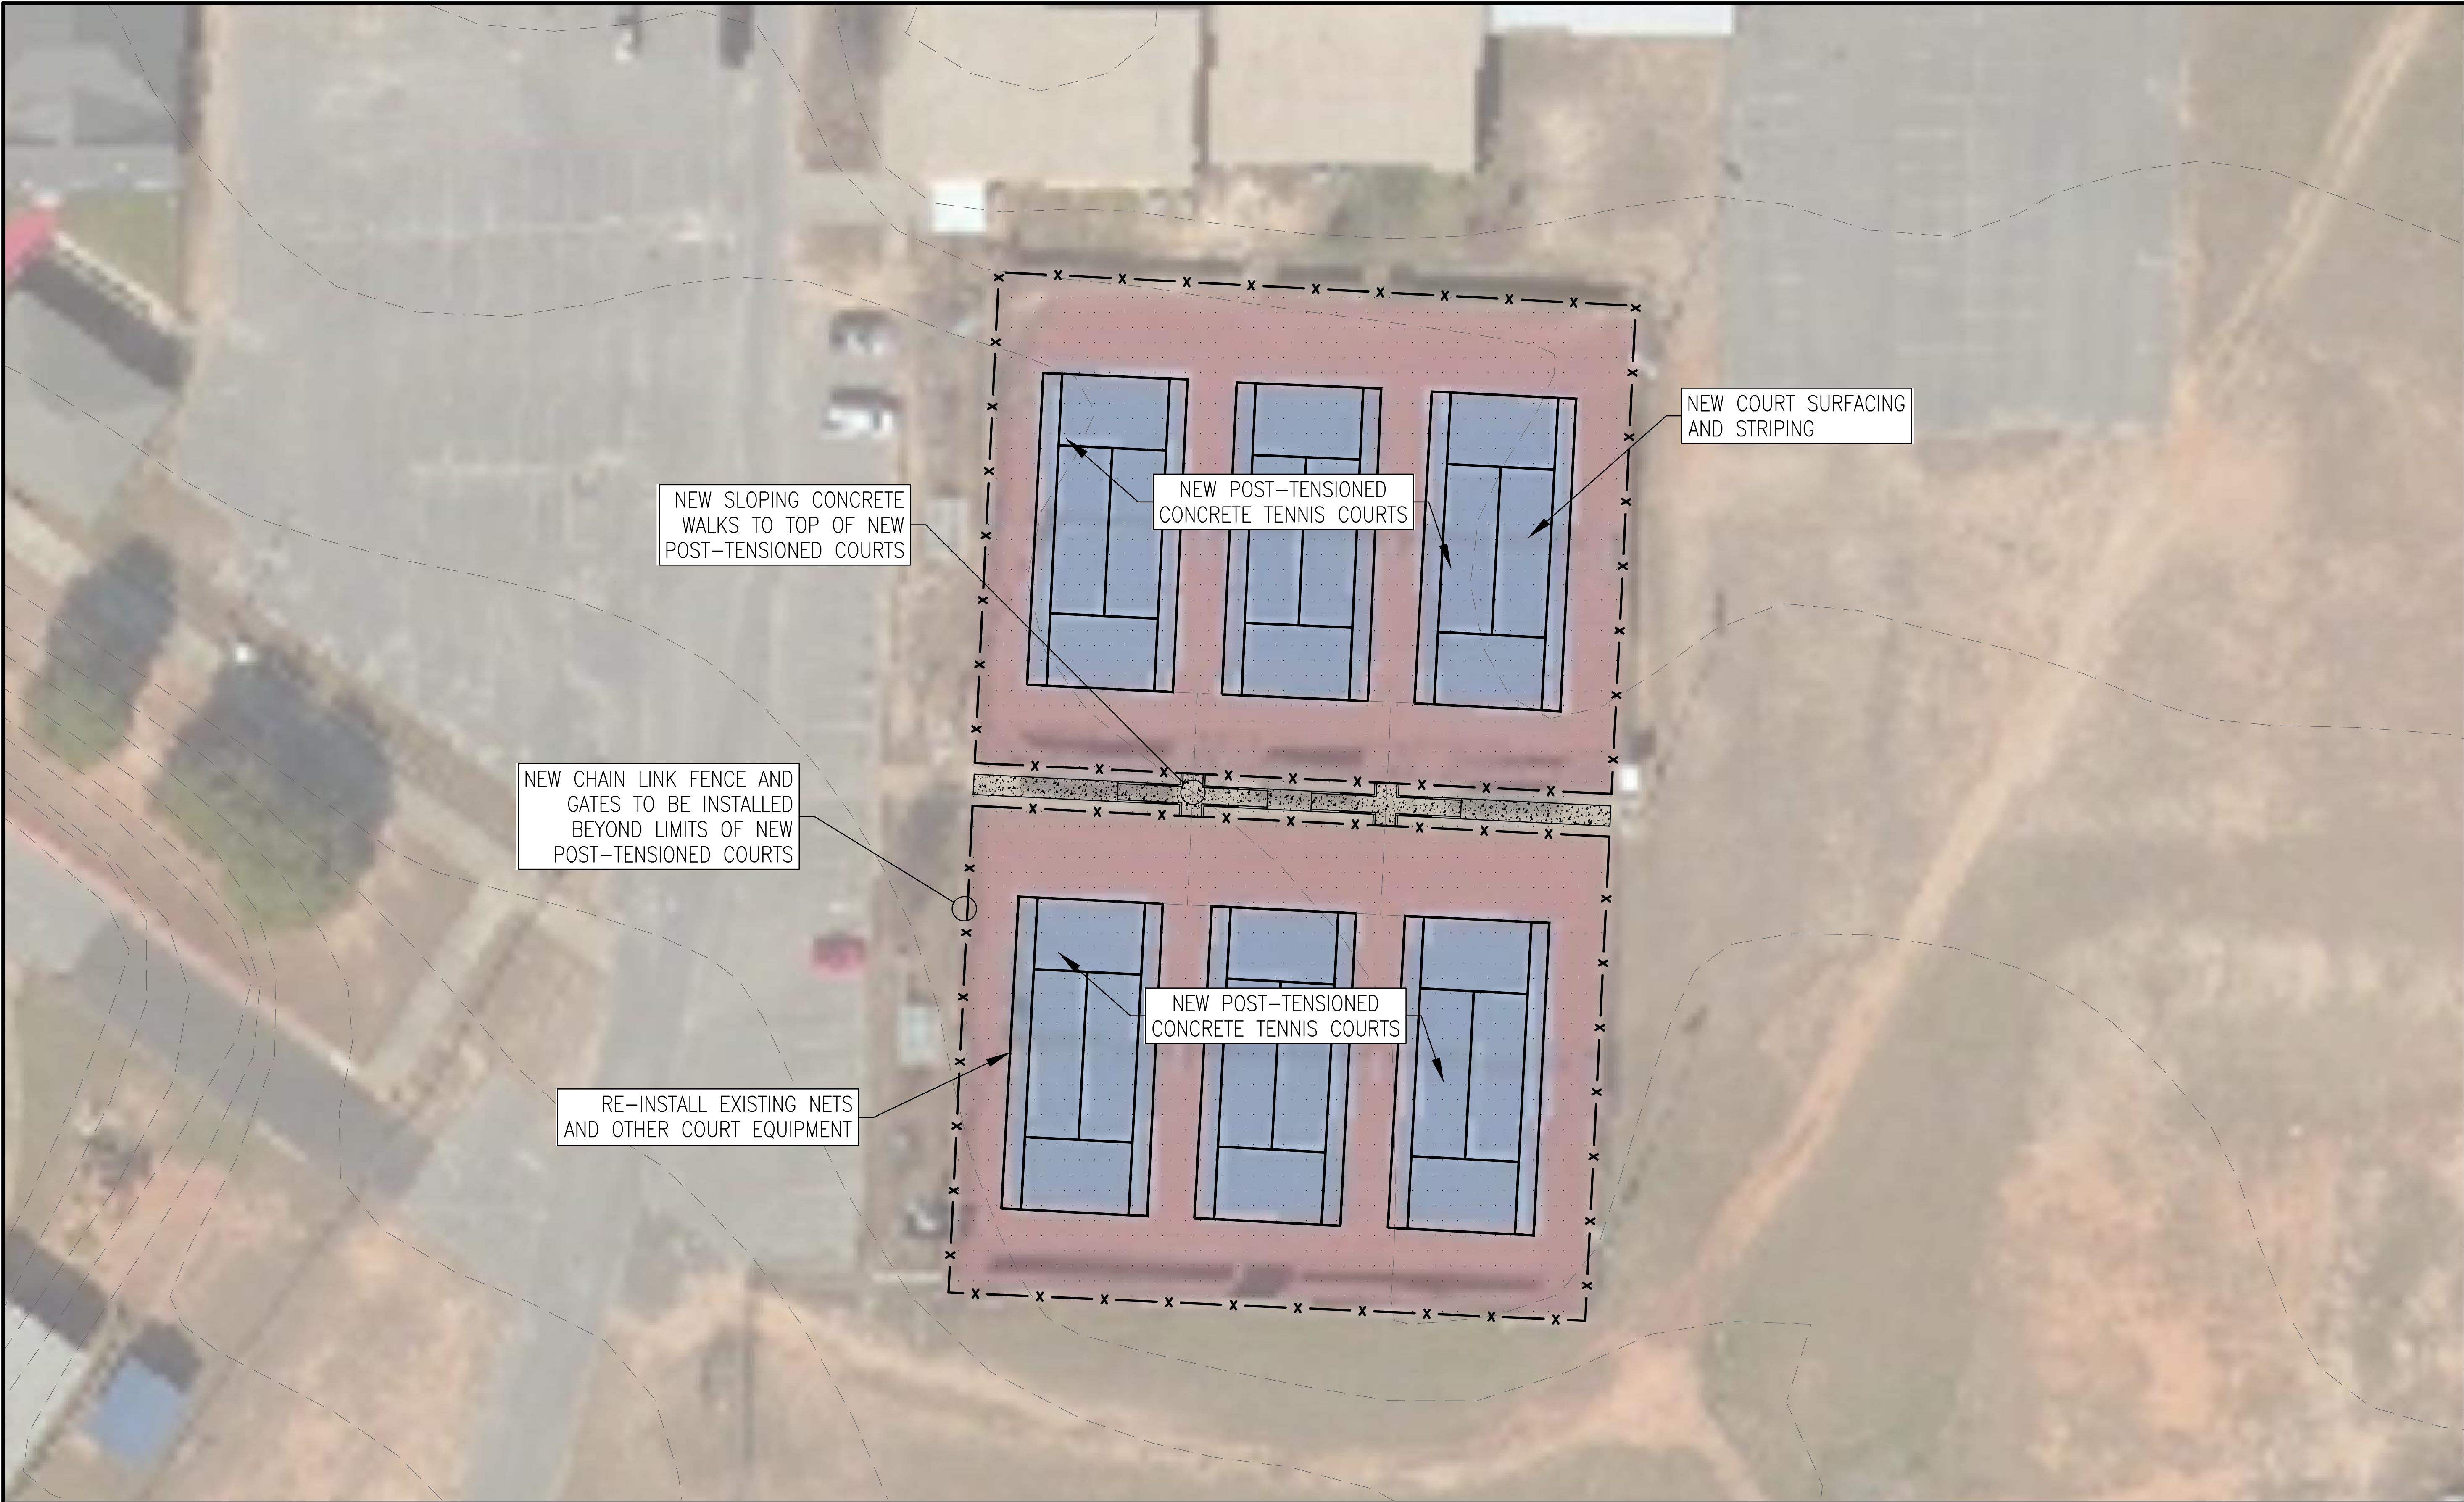 NEW COURT SURFACING
AND STRIPING
NEW POST-TENSIONED
CONCRETE TENNIS COURTS
NEW SLOPING CONCRETE
WALKS TO TOP OF NEW
POST-TENSIONED COURTS
NEW CHAIN LINK FENCE AND
GATES TO BE INSTALLED
BEYOND LIMITS OF NEW
POST-TENSIONED COURTS
NEW POST-TENSIONED
CONCRETE TENNIS COURTS
RE-INSTALL EXISTING NETS
AND OTHER COURT EQUIPMENT